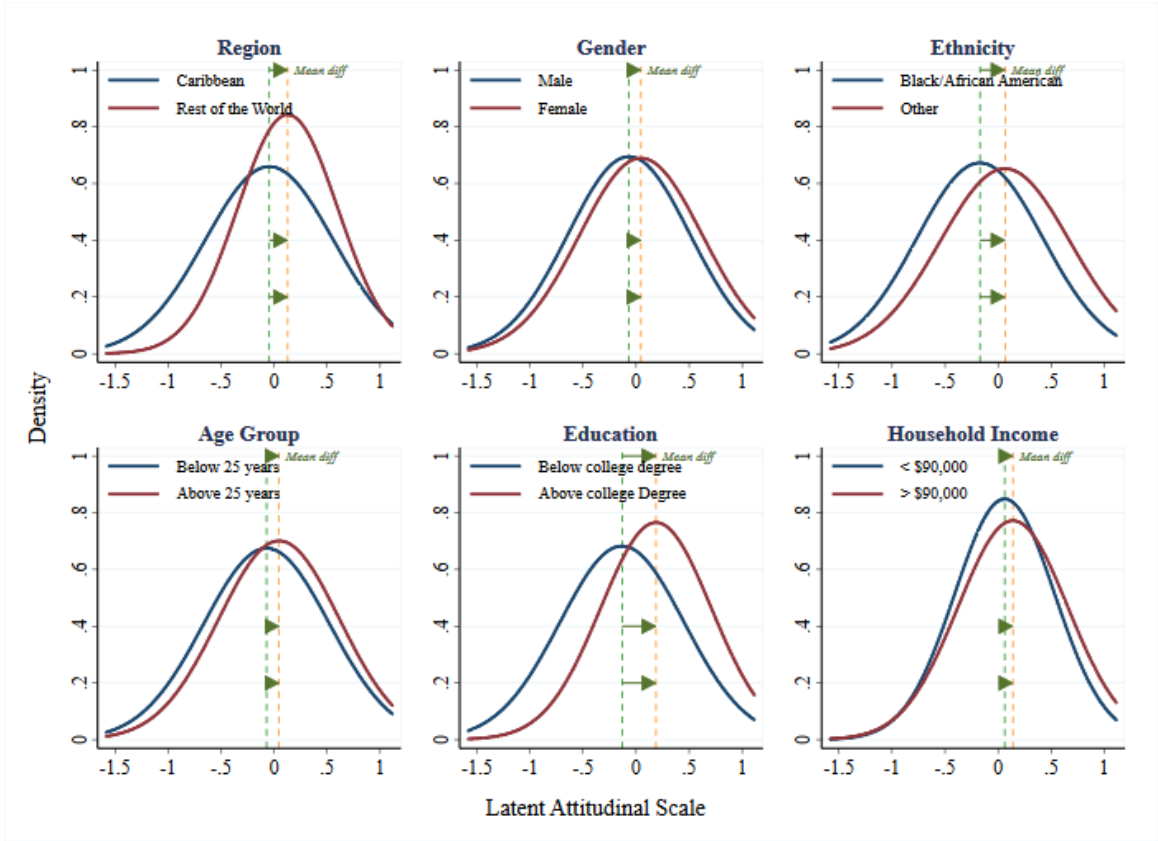 Region
Mean diff
Caribbean
Rest of the World
1
.8
.6
.4
.2
0
-1.5 -1 -.5 0 .5 1
Gender
Mean diff
Male
Female
1
.8
.6
.4
.2
0
-1.5 -1 -.5 0 .5 1
Ethnicity
Mean diff
Black/African American
Other
1
.8
.6
.4
.2
0
-1.5 -1 -.5 0 .5 1
Density
Age Group
Mean diff
Below 25 years
Above 25 years
1
.8
.6
.4
.2
0
-1.5 -1 -.5 0 .5 1
Education
Mean diff
Below college degree
Above college Degree
1
.8
.6
.4
.2
0
-1.5 -1 -.5 0 .5 1
Household Income
Mean diff
< $90,000
> $90,000
1
.8
.6
.4
.2
0
-1.5 -1 -.5 0 .5 1
Latent Attitudinal Scale